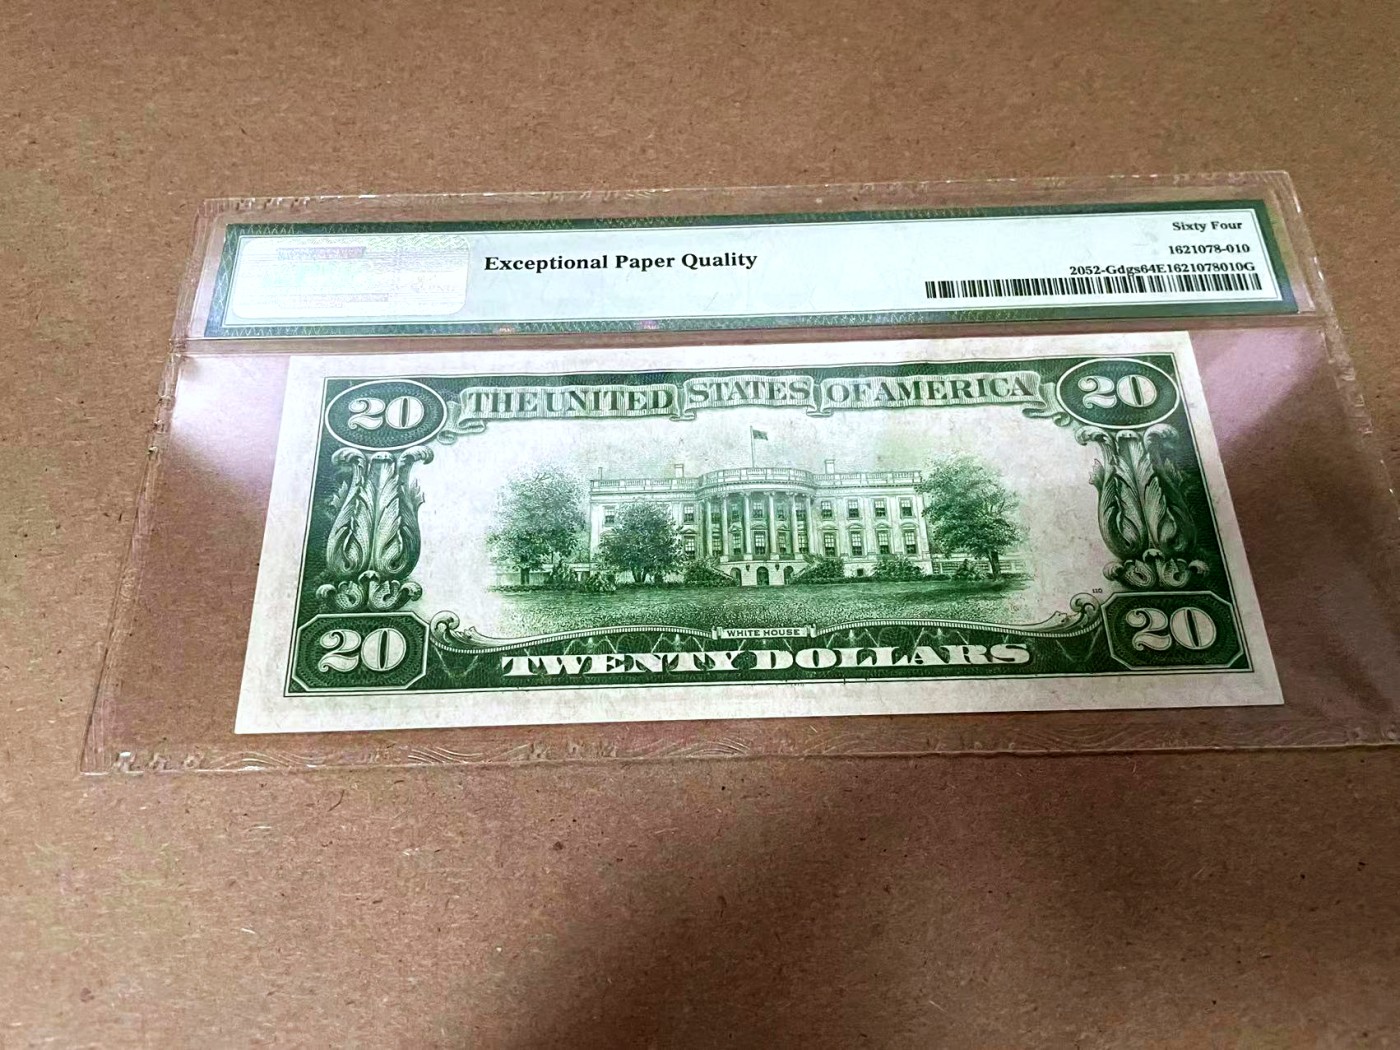 Sixty Four
Exceptional Paper Quality
1621078-010
2052-Gdgs64E1621078010G
20 THE UNITED STATES OF AMERICA 20
WHITE HOUSE
20 TWENTY DOLLARS 20